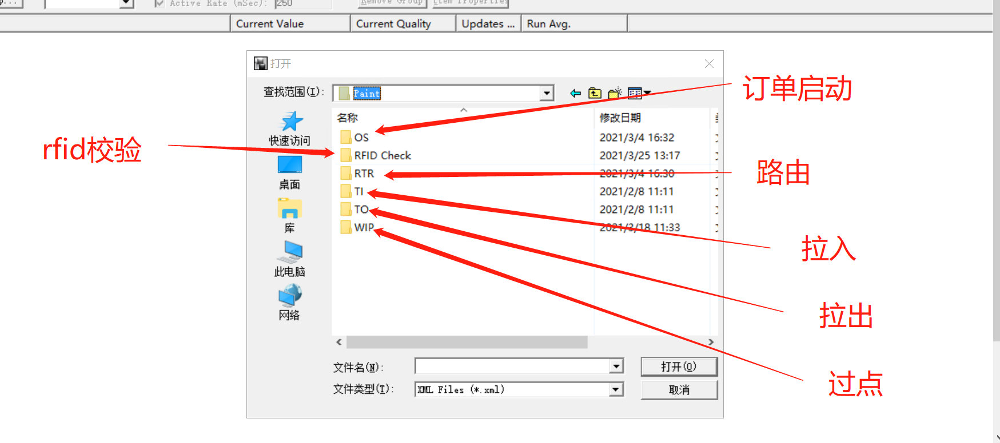 Active Rate (mSec): 250 Remove Group Item Properties
Current Value Current Quality Updates ... Run Avg.
打开
查找范围(I): Paint
订单启动
名称 修改日期
快速访问
OS 2021/3/4 16:32
rfid校验
RFID Check 2021/3/25 13:17
RTR 2021/3/4 16:30
路由
桌面
TI 2021/2/8 11:11
TO 2021/2/8 11:11
库
WIP 2021/3/18 11:33
拉入
此电脑
网络
拉出
文件名(N): 打开(O)
过点
文件类型(T): XML Files (*.xml) 取消